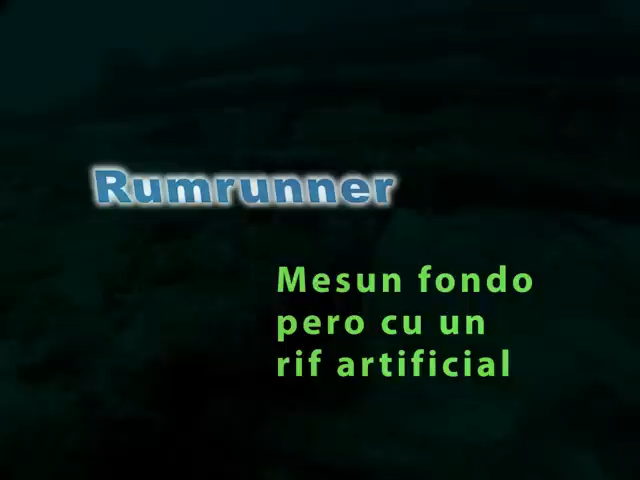 Rumrunner
Mesun fondo
pero cu un
rif artificial